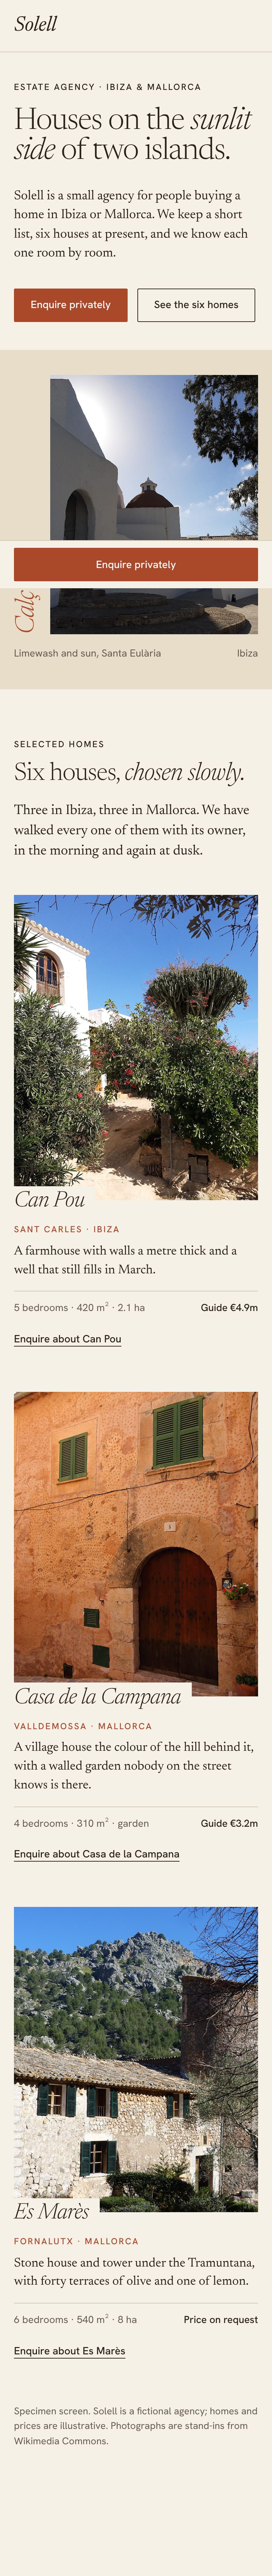 Solell
ESTATE AGENCY · IBIZA & MALLORCA
Houses on the sunlit
side of two islands.
Solell is a small agency for people buying a
home in Ibiza or Mallorca. We keep a short
list, six houses at present, and we know each
one room by room.
Enquire privately
See the six homes
Enquire privately
Limewash and sun, Santa Eulària
Ibiza
SELECTED HOMES
Six houses, chosen slowly.
Three in Ibiza, three in Mallorca. We have
walked every one of them with its owner,
in the morning and again at dusk.
Can Pou
SANT CARLES · IBIZA
A farmhouse with walls a metre thick and a
well that still fills in March.
5 bedrooms · 420 m² · 2.1 ha
Guide €4.9m
Enquire about Can Pou
Casa de la Campana
VALLDEMOSSA · MALLORCA
A village house the colour of the hill behind it,
with a walled garden nobody on the street
knows is there.
4 bedrooms · 310 m² · garden
Guide €3.2m
Enquire about Casa de la Campana
Es Marès
FORNALUTX · MALLORCA
Stone house and tower under the Tramuntana,
with forty terraces of olive and one of lemon.
6 bedrooms · 540 m² · 8 ha
Price on request
Enquire about Es Marès
Specimen screen. Solell is a fictional agency; homes and
prices are illustrative. Photographs are stand-ins from
Wikimedia Commons.